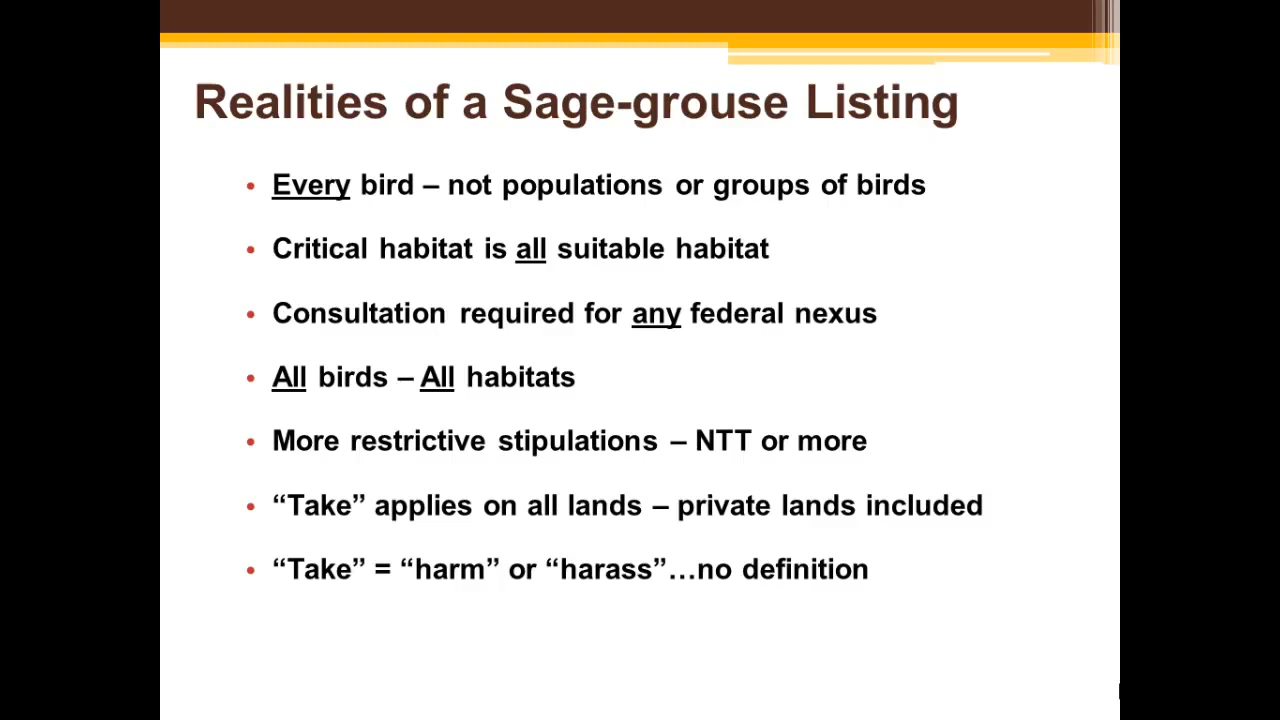 Realities of a Sage-grouse Listing
• Every bird – not populations or groups of birds
• Critical habitat is all suitable habitat
• Consultation required for any federal nexus
• All birds – All habitats
• More restrictive stipulations – NTT or more
• “Take” applies on all lands – private lands included
• “Take” = “harm” or “harass”…no definition